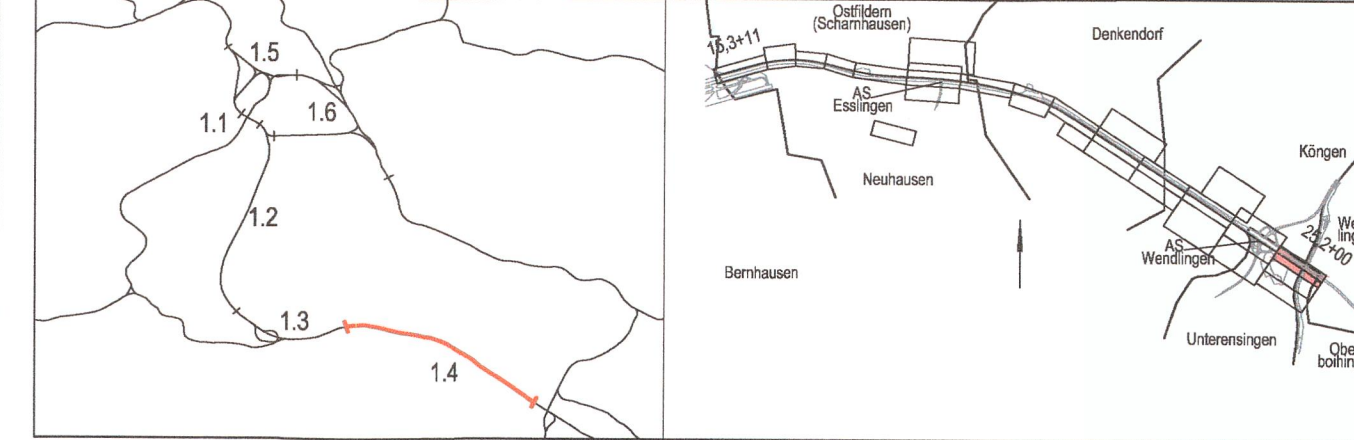 1.5
1.6
1.1
1.2
1.3
1.4
Ostfildern
(Scharnhausen)
Denkendorf
15,3+11
AS
Esslingen
Köngen
Neuhausen
AS
Wendlingen
25,2+00
Bernhausen
Unterensingen